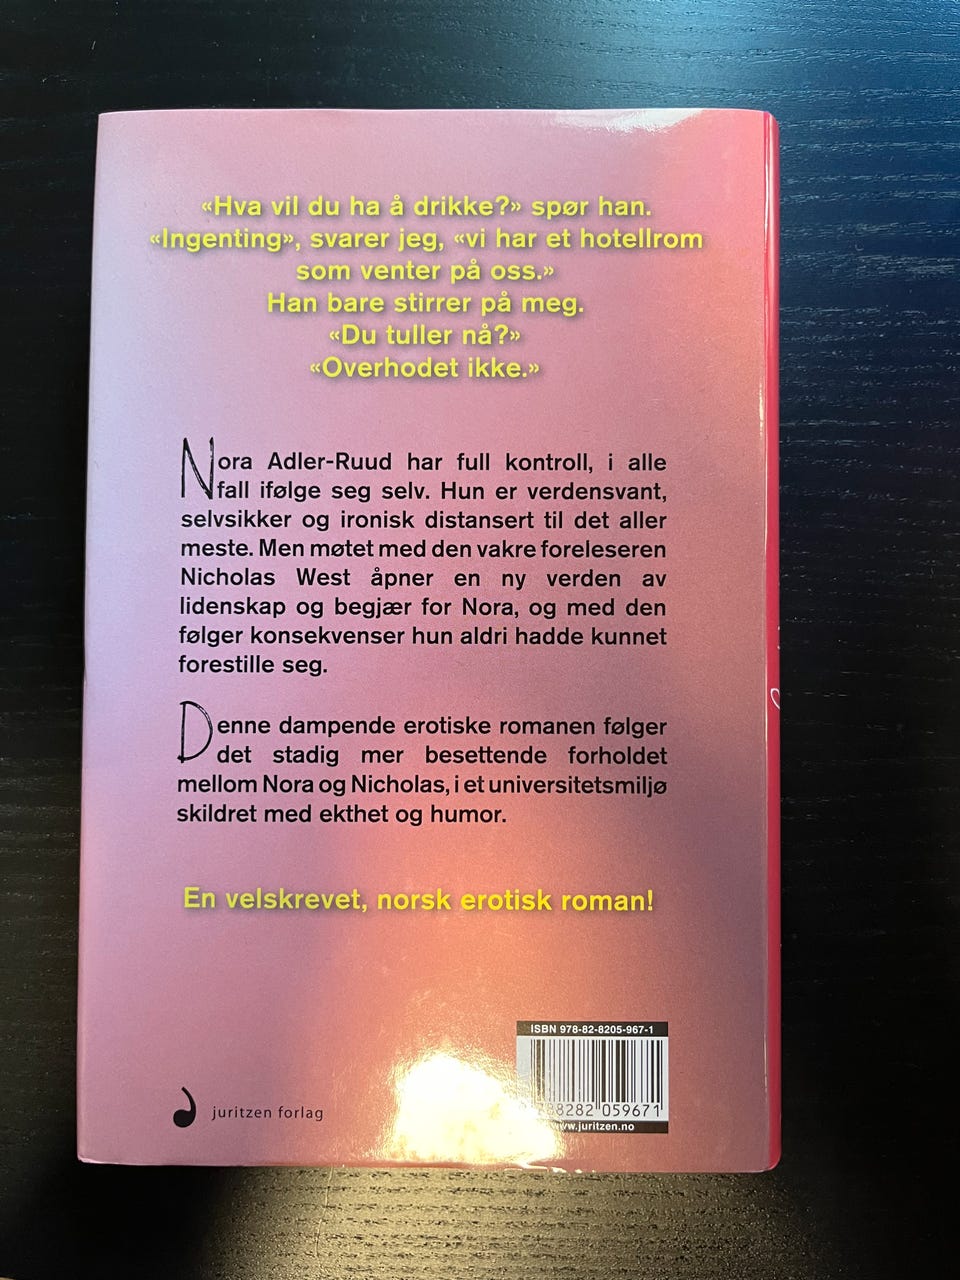 «Hva vil du ha å drikke?» spør han.
«Ingenting», svarer jeg, «vi har et hotellrom
som venter på oss.»
Han bare stirrer på meg.
«Du tuller nå?»
«Overhodet ikke.»
Nora Adler-Ruud har full kontroll, i alle
fall ifølge seg selv. Hun er verdensvant,
selvsikker og ironisk distansert til det aller
meste. Men møtet med den vakre foreleseren
Nicholas West åpner en ny verden av
lidenskap og begjær for Nora, og med den
følger konsekvenser hun aldri hadde kunnet
forestille seg.
Denne dampende erotiske romanen følger
det stadig mer besettende forholdet
mellom Nora og Nicholas, i et universitetsmiljø
skildret med ekthet og humor.
En velskrevet, norsk erotisk roman!
ISBN 978-82-8205-967-1
788282 059671
www.juritzen.no
juritzen forlag